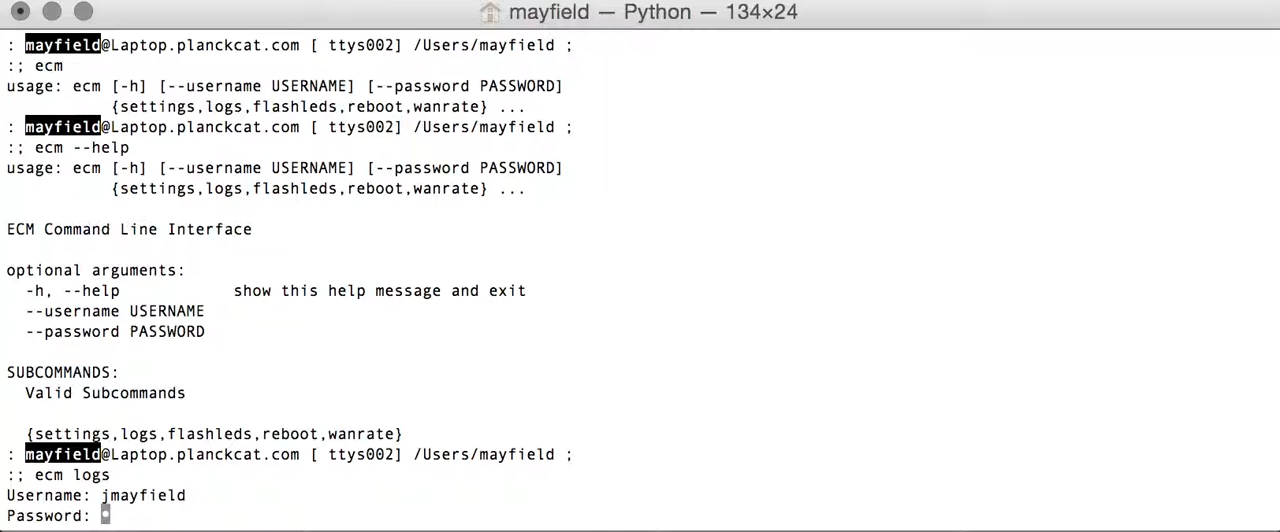 mayfield — Python — 134×24
: mayfield@Laptop.planckcat.com [ ttys002] /Users/mayfield ;
:; ecm
usage: ecm [-h] [--username USERNAME] [--password PASSWORD]
           {settings,logs,flashleds,reboot,wanrate} ...
: mayfield@Laptop.planckcat.com [ ttys002] /Users/mayfield ;
:; ecm --help
usage: ecm [-h] [--username USERNAME] [--password PASSWORD]
           {settings,logs,flashleds,reboot,wanrate} ...

ECM Command Line Interface

optional arguments:
  -h, --help            show this help message and exit
  --username USERNAME
  --password PASSWORD

SUBCOMMANDS:
  Valid Subcommands

  {settings,logs,flashleds,reboot,wanrate}
: mayfield@Laptop.planckcat.com [ ttys002] /Users/mayfield ;
:; ecm logs
Username: jmayfield
Password: